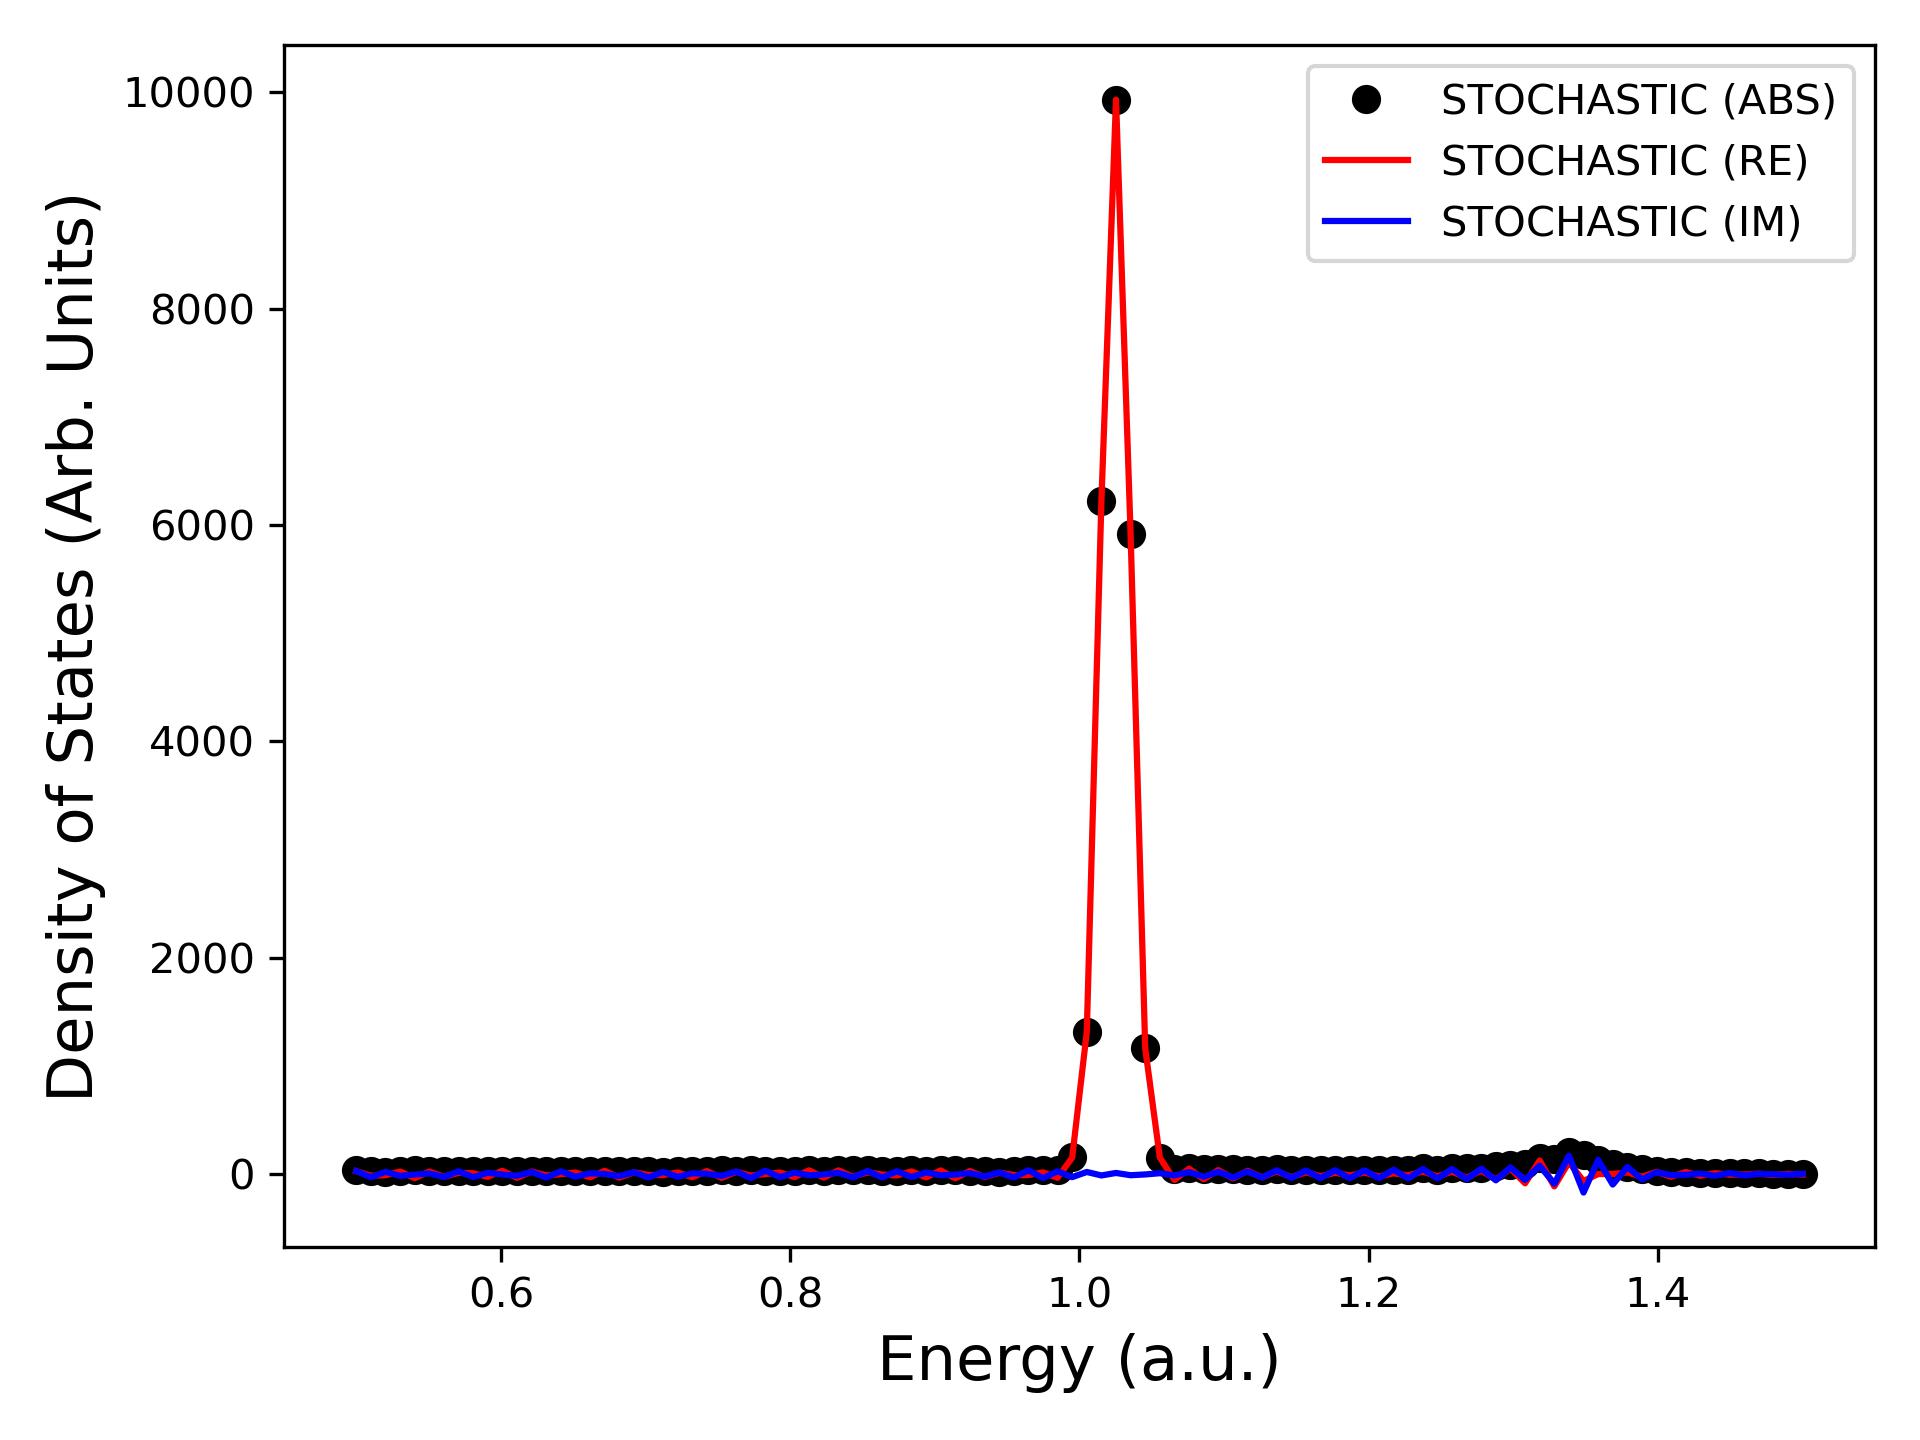 10000
8000
6000
4000
2000
0
Density of States (Arb. Units)
STOCHASTIC (ABS)
STOCHASTIC (RE)
STOCHASTIC (IM)
0.6 0.8 1.0 1.2 1.4
Energy (a.u.)